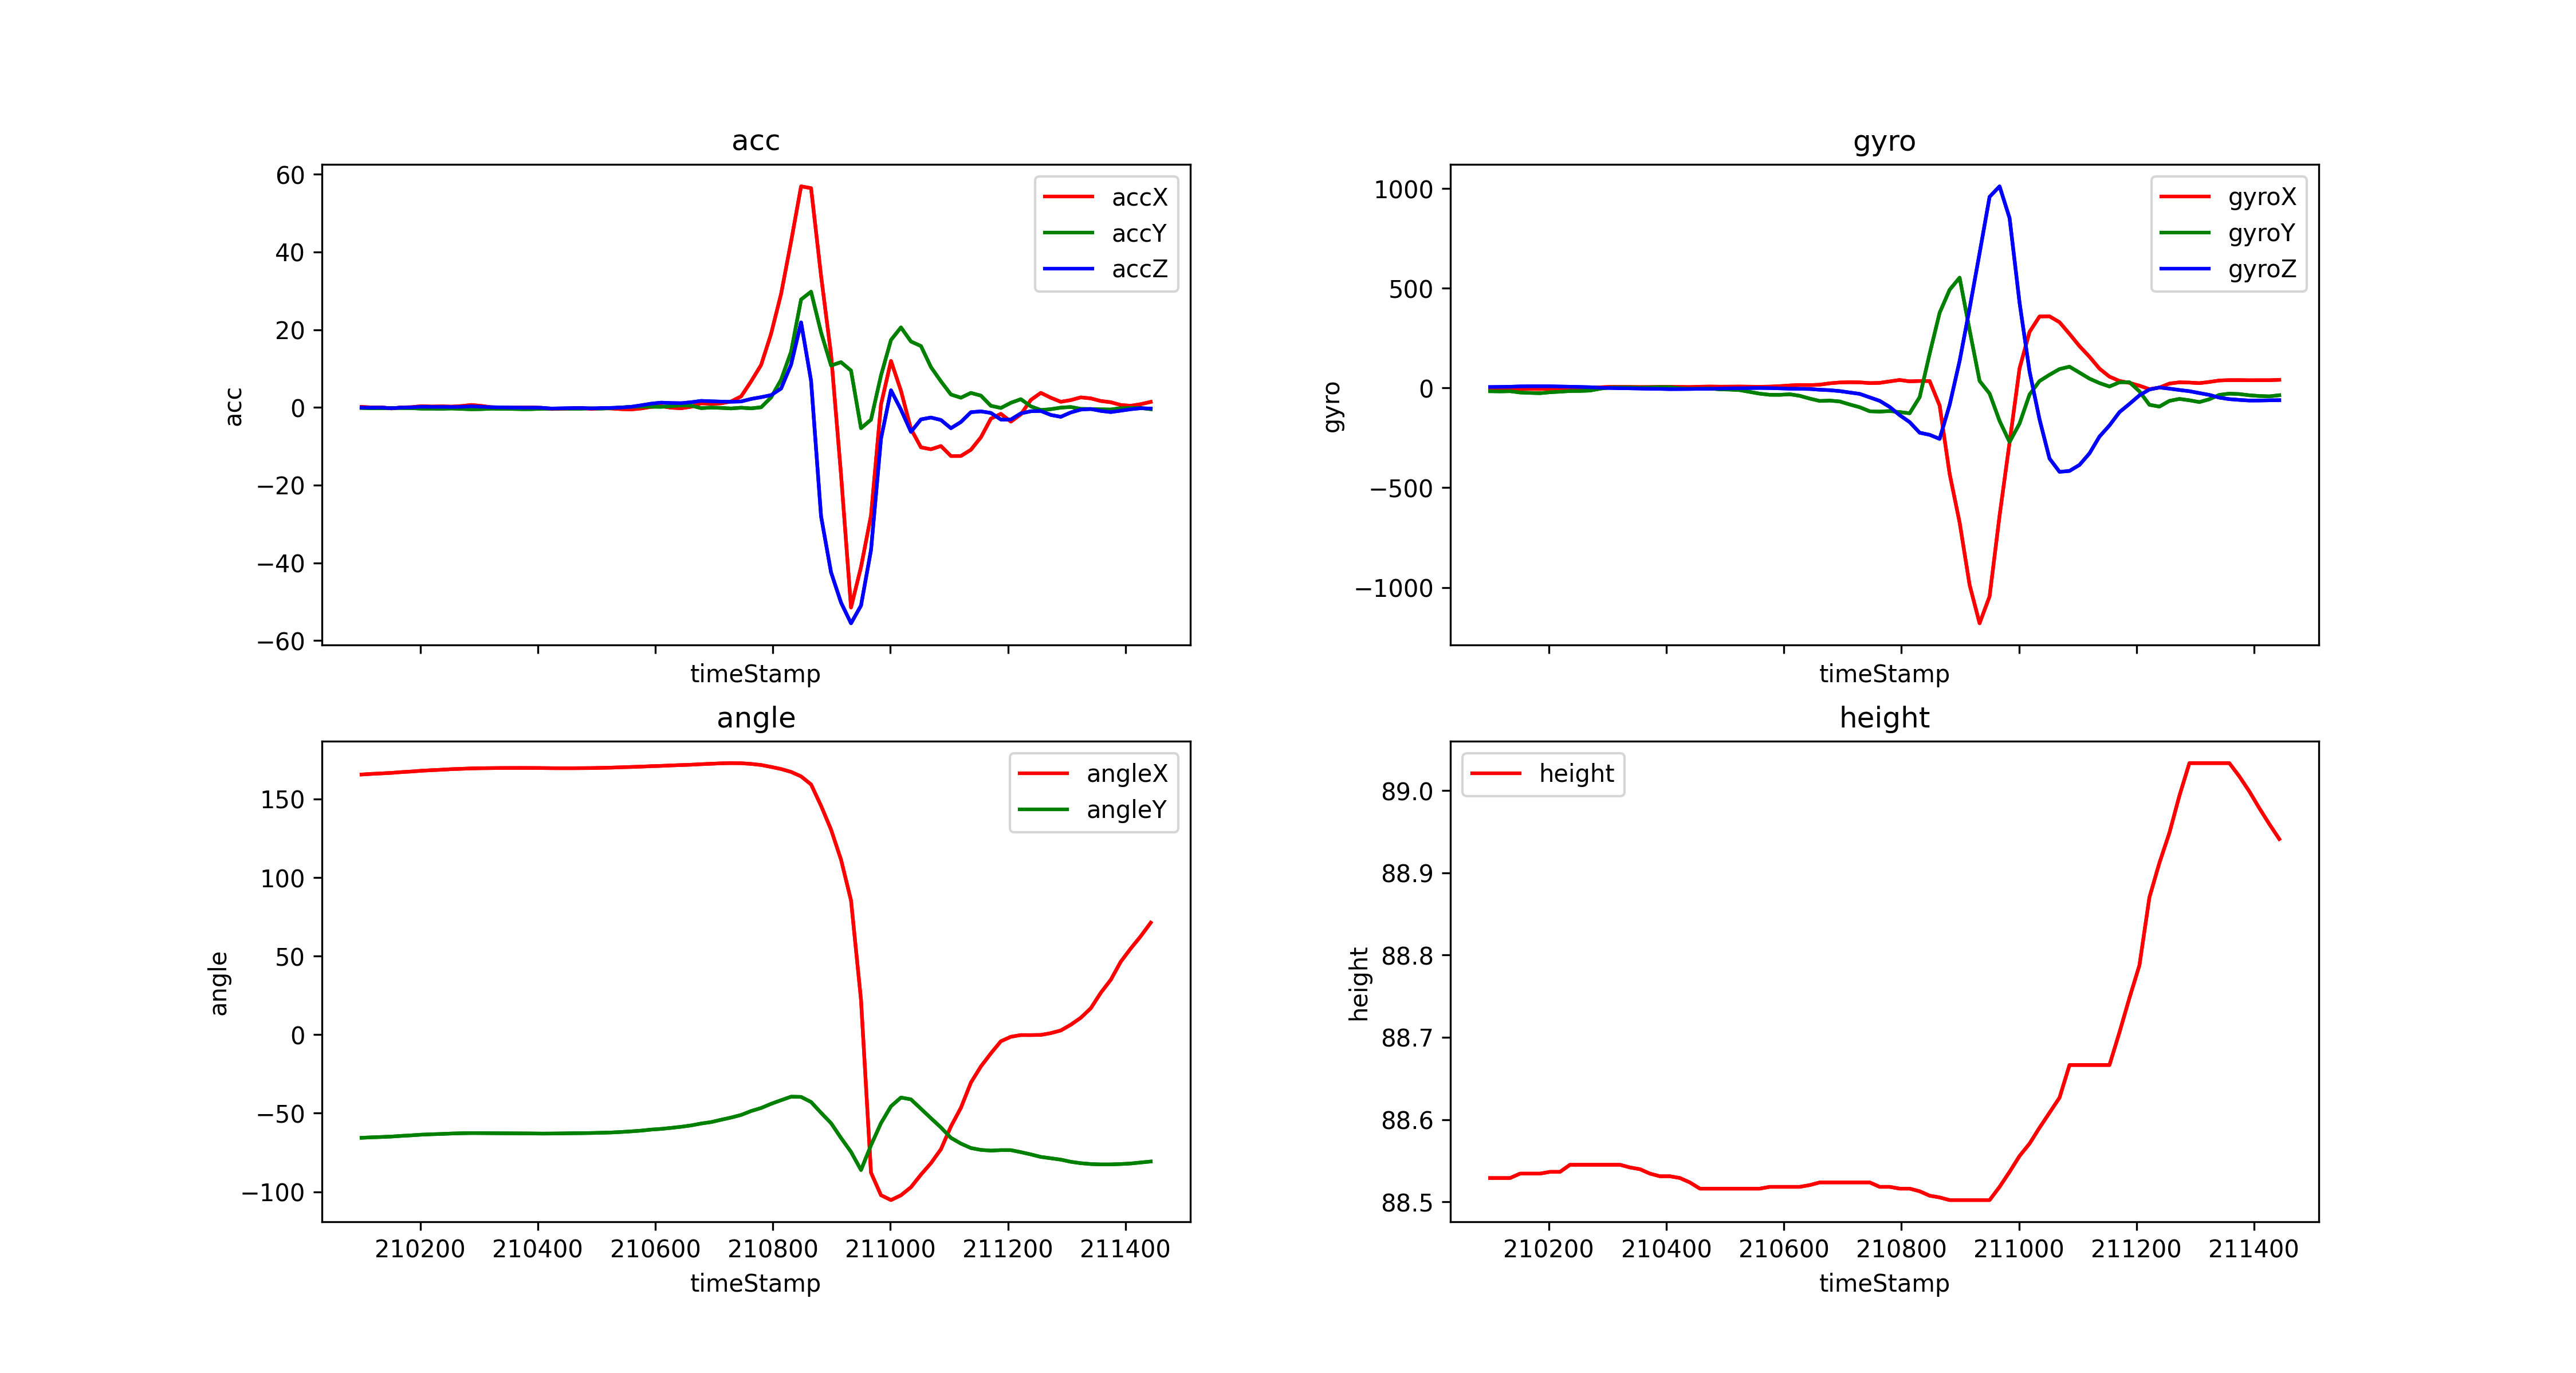 acc
60
40
20
0
−20
−40
−60
acc
accX
accY
accZ
timeStamp
gyro
1000
500
0
−500
−1000
gyro
gyroX
gyroY
gyroZ
timeStamp
angle
150
100
50
0
−50
−100
angle
angleX
angleY
210200 210400 210600 210800 211000 211200 211400
timeStamp
height
89.0
88.9
88.8
88.7
88.6
88.5
height
height
210200 210400 210600 210800 211000 211200 211400
timeStamp